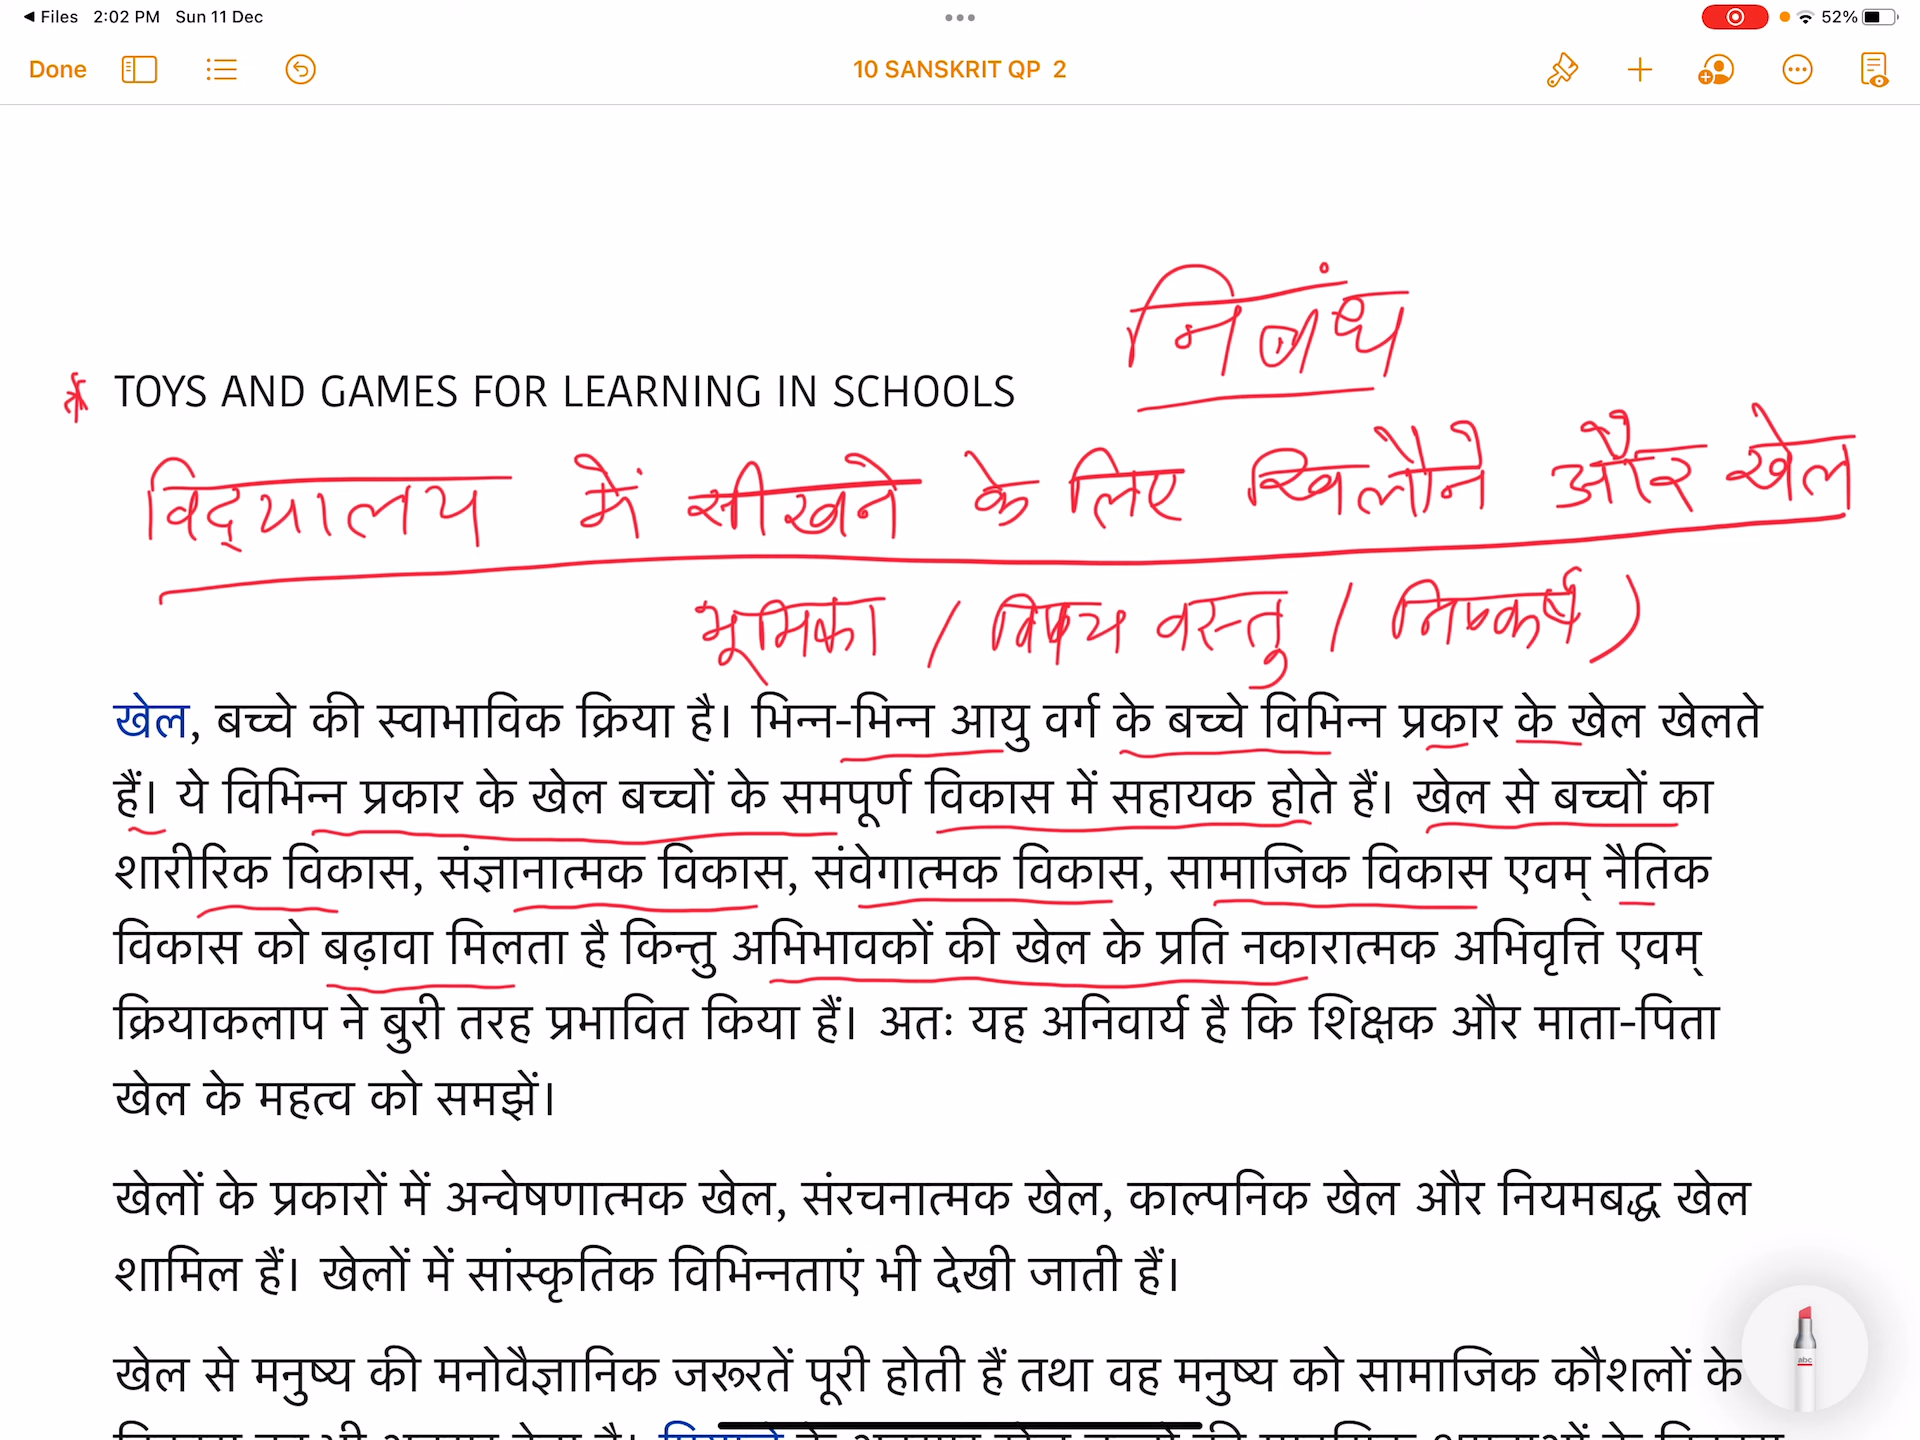 Files 2:02 PM Sun 11 Dec
52%
Done
10 SANSKRIT QP 2
निबंध
* TOYS AND GAMES FOR LEARNING IN SCHOOLS
विद्यालय में सीखने के लिए खिलौने और खेल
भूमिका / विषय वस्तु / निष्कर्ष )
खेल, बच्चे की स्वाभाविक क्रिया है। भिन्न-भिन्न आयु वर्ग के बच्चे विभिन्न प्रकार के खेल खेलते
हैं। ये विभिन्न प्रकार के खेल बच्चों के समपूर्ण विकास में सहायक होते हैं। खेल से बच्चों का
शारीरिक विकास, संज्ञानात्मक विकास, संवेगात्मक विकास, सामाजिक विकास एवम् नैतिक
विकास को बढ़ावा मिलता है किन्तु अभिभावकों की खेल के प्रति नकारात्मक अभिवृत्ति एवम्
क्रियाकलाप ने बुरी तरह प्रभावित किया हैं। अतः यह अनिवार्य है कि शिक्षक और माता-पिता
खेल के महत्व को समझें।
खेलों के प्रकारों में अन्वेषणात्मक खेल, संरचनात्मक खेल, काल्पनिक खेल और नियमबद्ध खेल
शामिल हैं। खेलों में सांस्कृतिक विभिन्नताएं भी देखी जाती हैं।
खेल से मनुष्य की मनोवैज्ञानिक जरूरतें पूरी होती हैं तथा वह मनुष्य को सामाजिक कौशलों के
abc